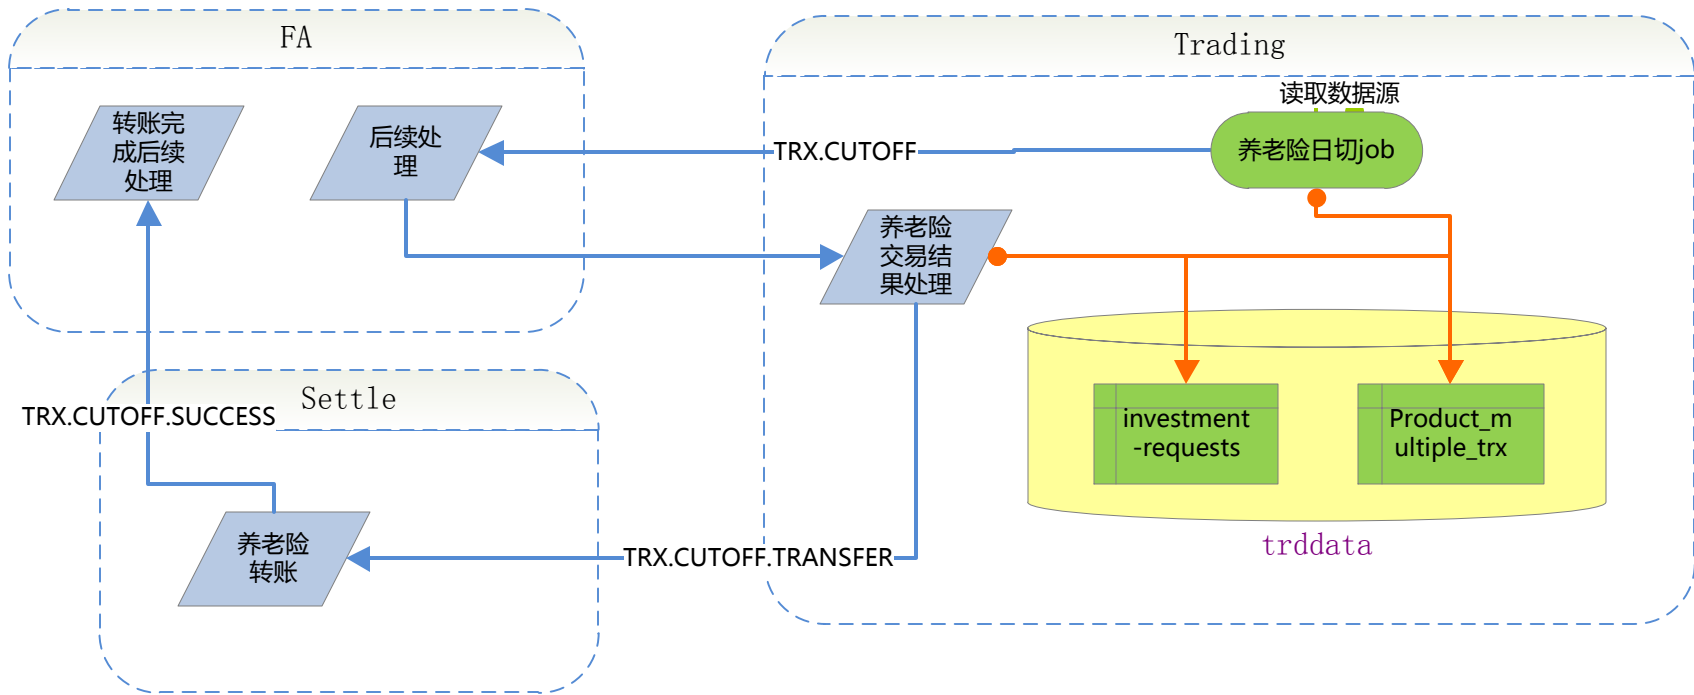 FA
转账完
成后续
处理
后续处
理
Trading
读取数据源
养老险日切job
TRX.CUTOFF
养老险
交易结
果处理
investment
-requests
Product_m
ultiple_trx
trddata
Settle
TRX.CUTOFF.SUCCESS
养老险
转账
TRX.CUTOFF.TRANSFER